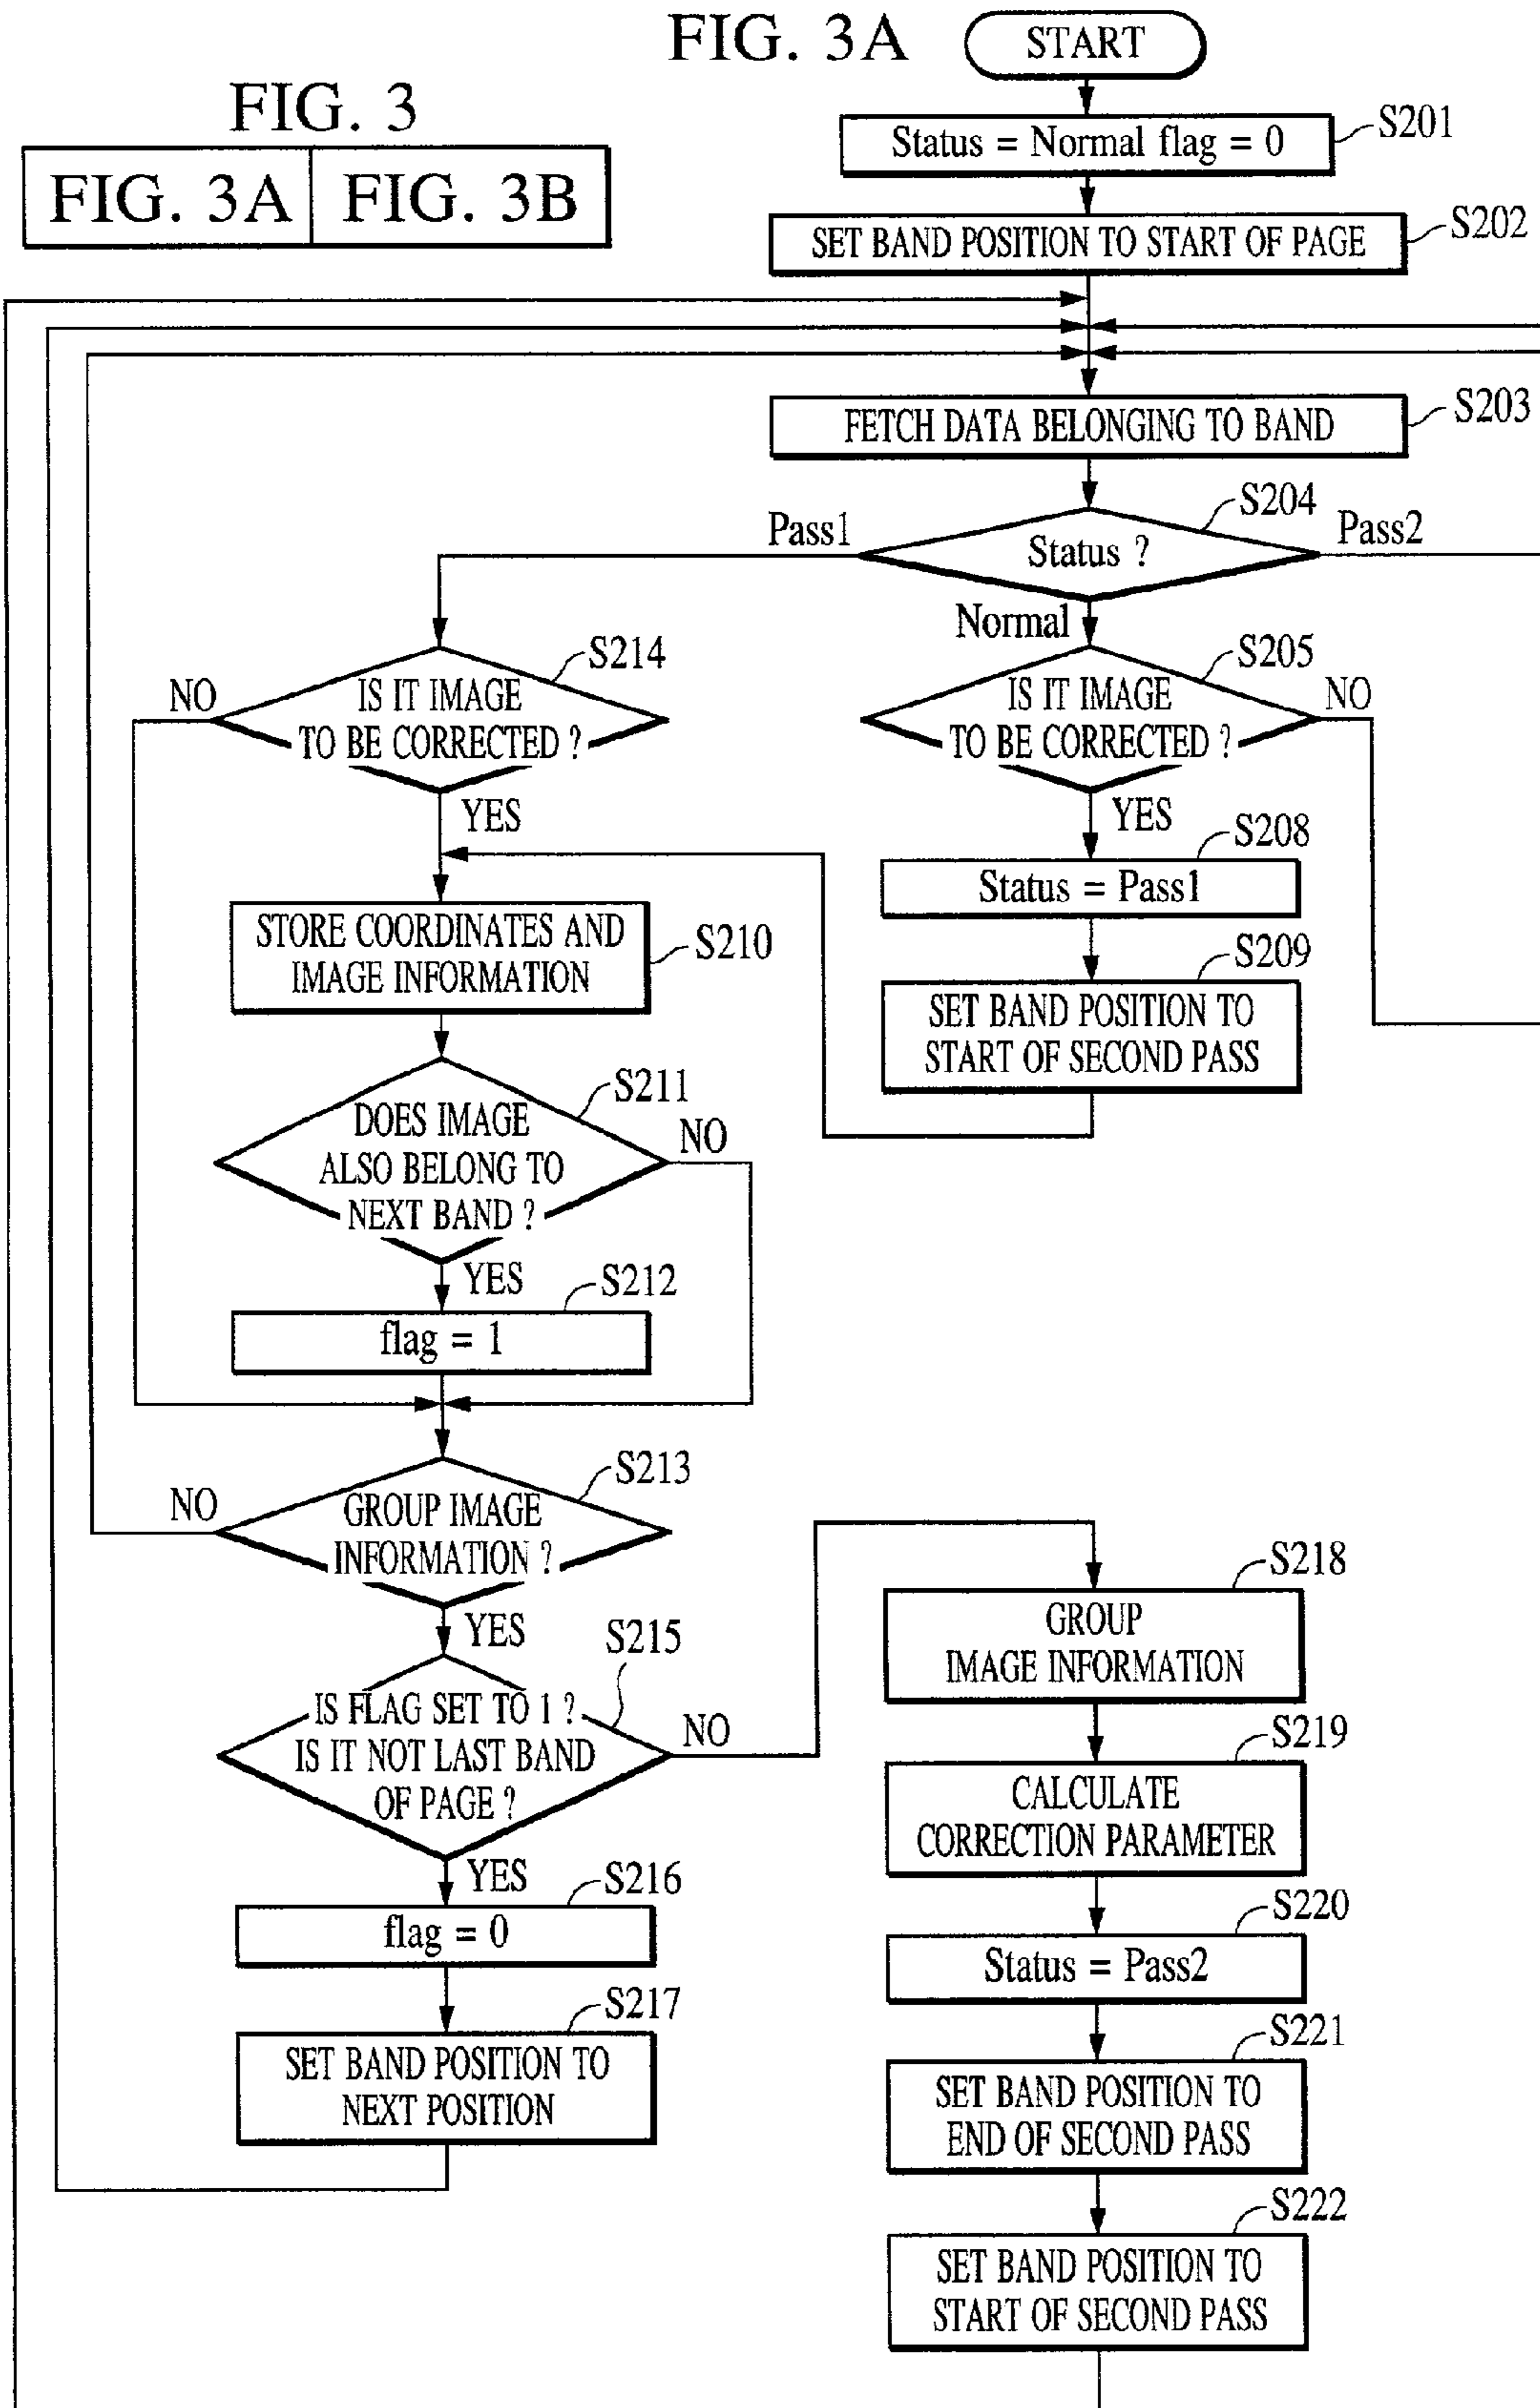 FIG. 3A
START
FIG. 3
FIG. 3A
FIG. 3B
Status = Normal flag = 0
S201
SET BAND POSITION TO START OF PAGE
S202
FETCH DATA BELONGING TO BAND
S203
Status ?
S204
Pass1
Pass2
Normal
IS IT IMAGE
TO BE CORRECTED ?
S214
NO
YES
IS IT IMAGE
TO BE CORRECTED ?
S205
NO
YES
Status = Pass1
S208
SET BAND POSITION TO
START OF SECOND PASS
S209
STORE COORDINATES AND
IMAGE INFORMATION
S210
DOES IMAGE
ALSO BELONG TO
NEXT BAND ?
S211
NO
YES
flag = 1
S212
GROUP IMAGE
INFORMATION ?
S213
NO
YES
IS FLAG SET TO 1 ?
IS IT NOT LAST BAND
OF PAGE ?
S215
NO
YES
flag = 0
S216
SET BAND POSITION TO
NEXT POSITION
S217
GROUP
IMAGE INFORMATION
S218
CALCULATE
CORRECTION PARAMETER
S219
Status = Pass2
S220
SET BAND POSITION TO
END OF SECOND PASS
S221
SET BAND POSITION TO
START OF SECOND PASS
S222